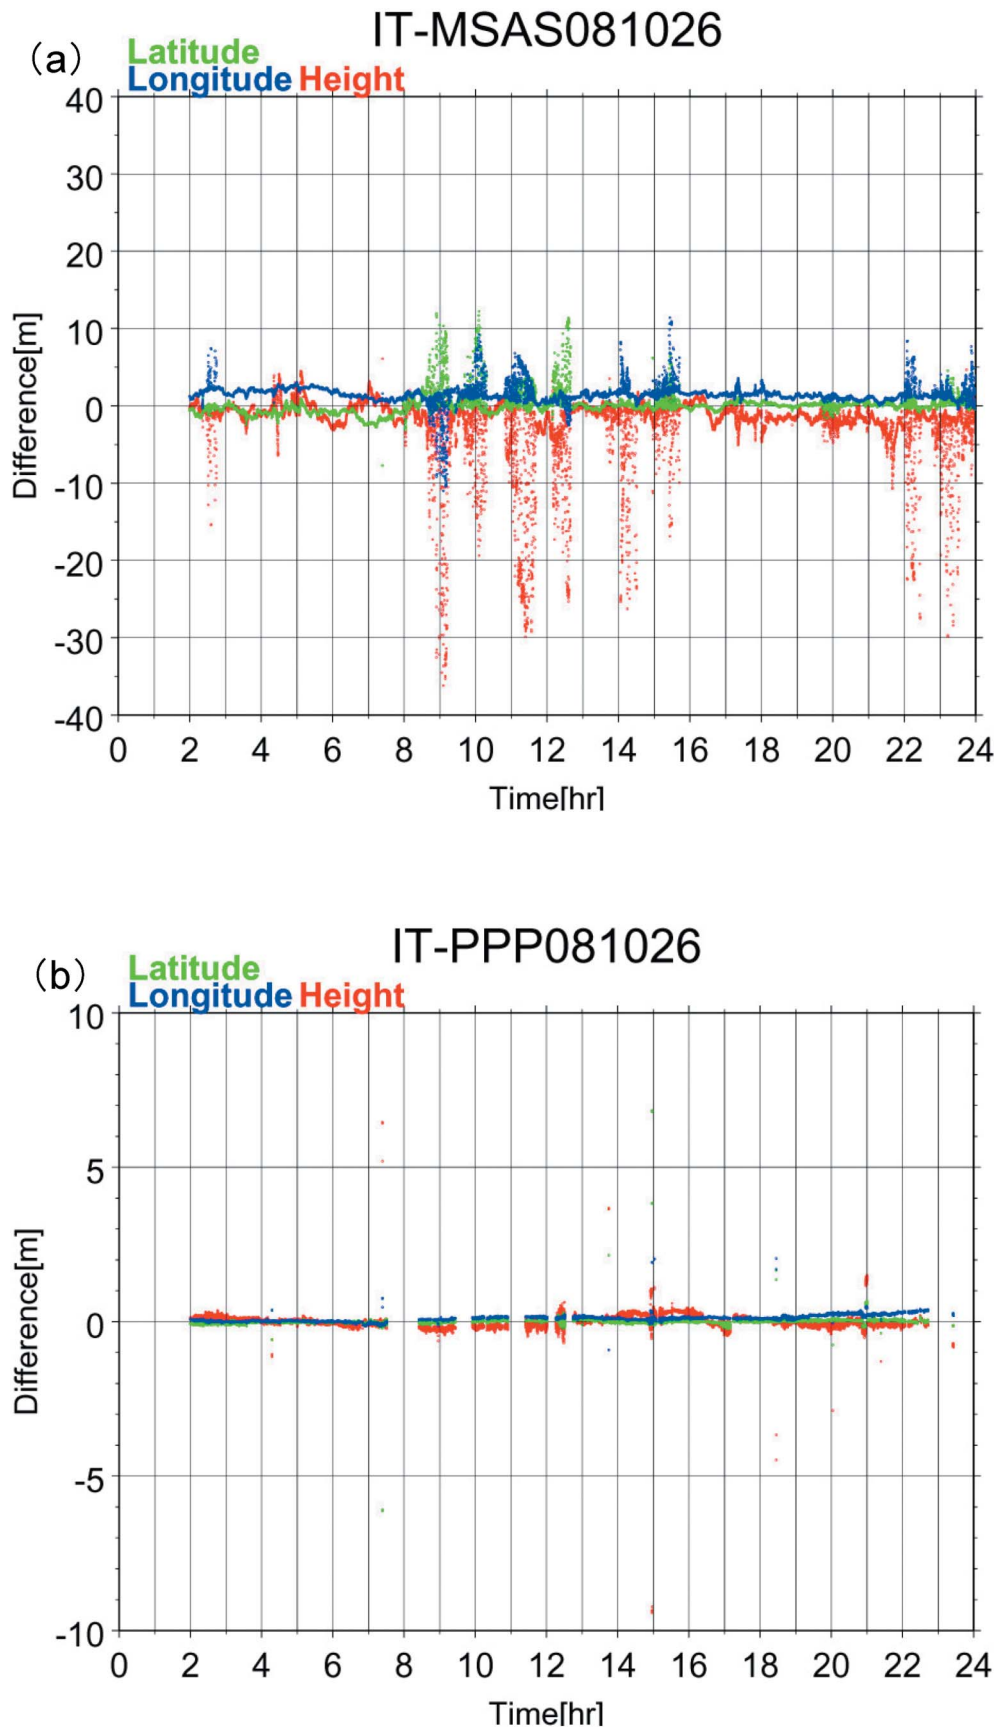 IT-MSAS081026
(a)
Latitude
Longitude Height
40
30
20
10
0
-10
-20
-30
-40
Difference[m]
0 2 4 6 8 10 12 14 16 18 20 22 24
Time[hr]
IT-PPP081026
(b)
Latitude
Longitude Height
10
5
0
-5
-10
Difference[m]
0 2 4 6 8 10 12 14 16 18 20 22 24
Time[hr]